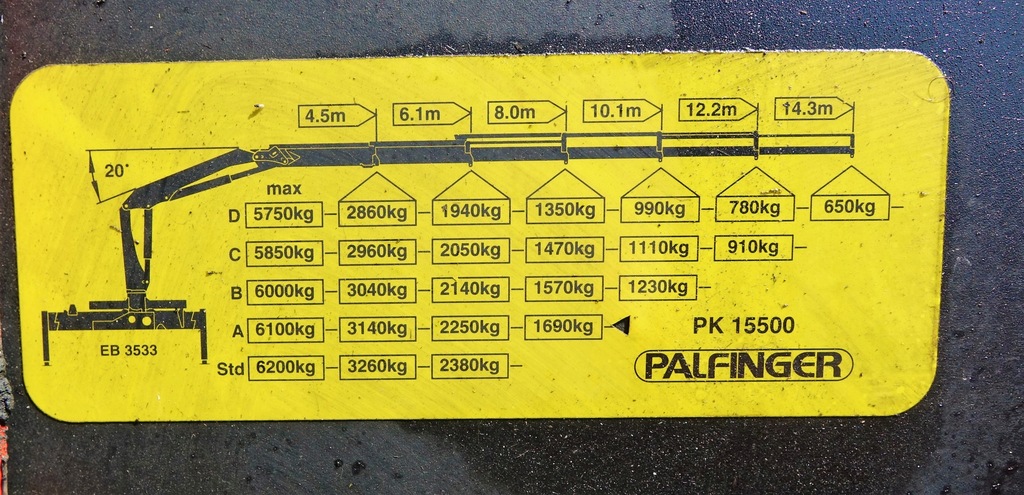 4.5m 6.1m 8.0m 10.1m 12.2m 14.3m
20°
max
D 5750kg 2860kg 1940kg 1350kg 990kg 780kg 650kg
C 5850kg 2960kg 2050kg 1470kg 1110kg 910kg
B 6000kg 3040kg 2140kg 1570kg 1230kg
A 6100kg 3140kg 2250kg 1690kg PK 15500
EB 3533
Std 6200kg 3260kg 2380kg PALFINGER